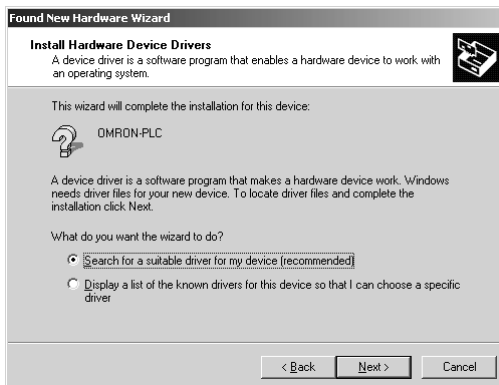 Found New Hardware Wizard
Install Hardware Device Drivers
A device driver is a software program that enables a hardware device to work with
an operating system.
This wizard will complete the installation for this device:
OMRON-PLC
A device driver is a software program that makes a hardware device work. Windows
needs driver files for your new device. To locate driver files and complete the
installation click Next.
What do you want the wizard to do?
Search for a suitable driver for my device (recommended)
Display a list of the known drivers for this device so that I can choose a specific
driver
< Back Next > Cancel